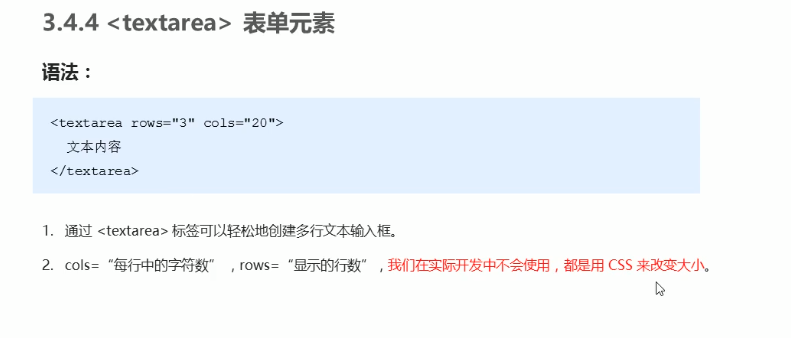 3.4.4 <textarea> 表单元素
语法：
<textarea rows="3" cols="20">
文本内容
</textarea>
1. 通过 <textarea> 标签可以轻松地创建多行文本输入框。
2. cols=“每行中的字符数” ，rows=“显示的行数”，我们在实际开发中不会使用，都是用 CSS 来改变大小。